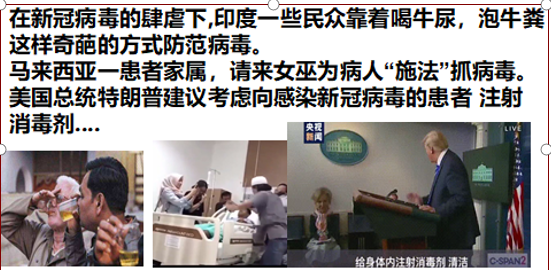 在新冠病毒的肆虐下,印度一些民众靠着喝牛尿，泡牛粪
这样奇葩的方式防范病毒。
马来西亚一患者家属，请来女巫为病人“施法”抓病毒。
美国总统特朗普建议考虑向感染新冠病毒的患者 注射
消毒剂....
央视
新闻
LIVE
给身体内注射消毒剂 清洁
C-SPAN2